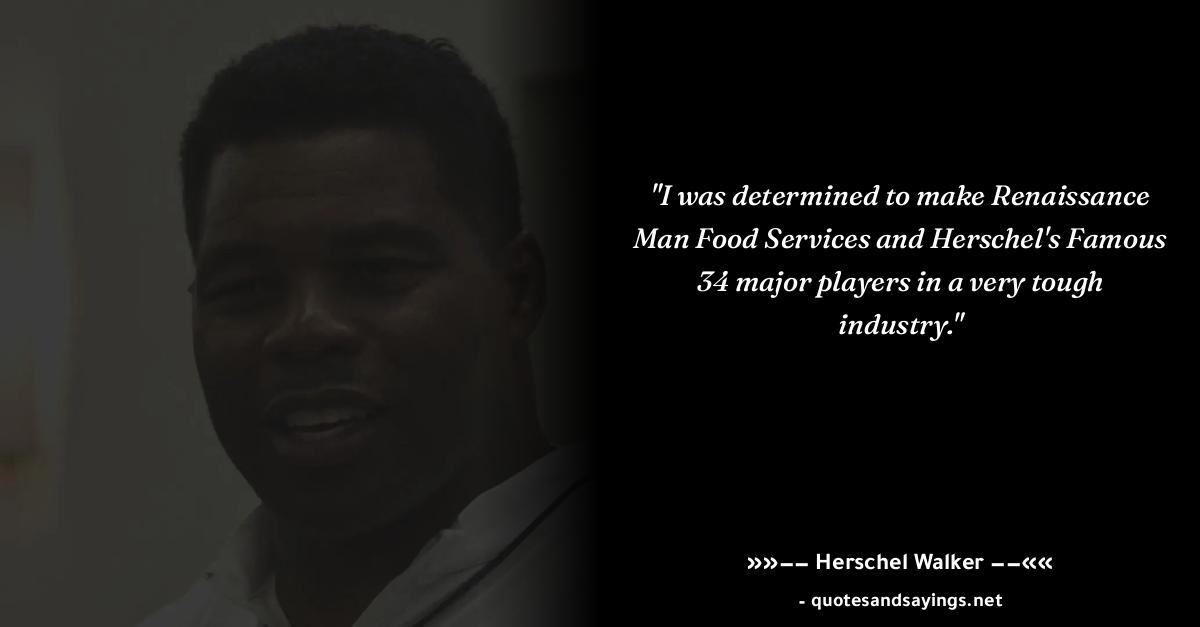 "I was determined to make Renaissance
Man Food Services and Herschel's Famous
34 major players in a very tough
industry."
»»−− Herschel Walker −−««
- quotesandsayings.net